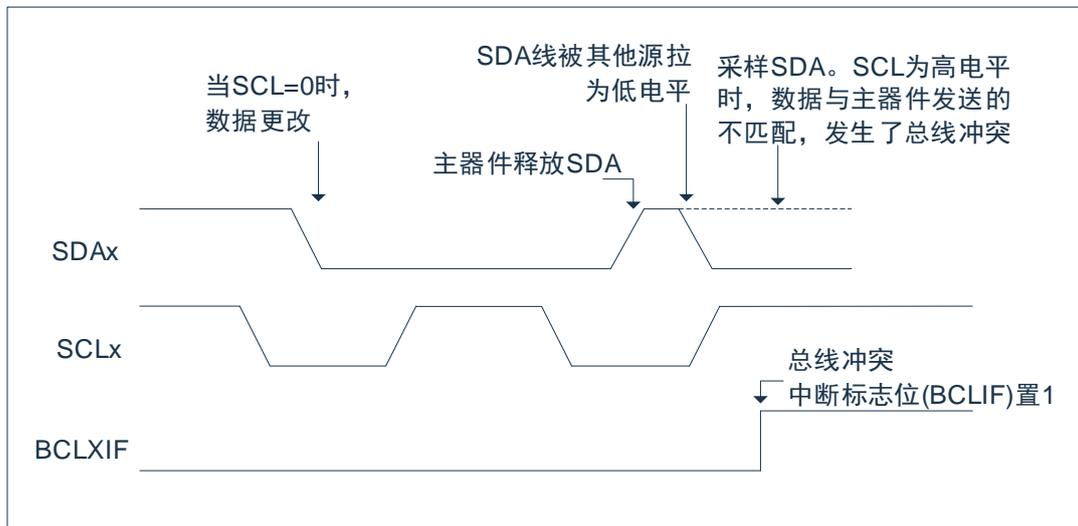 当SCL=0时，
数据更改
SDA线被其他源拉
为低电平
采样SDA。SCL为高电平
时，数据与主器件发送的
不匹配，发生了总线冲突
主器件释放SDA
SDAx
SCLx
总线冲突
中断标志位(BCLIF)置1
BCLXIF